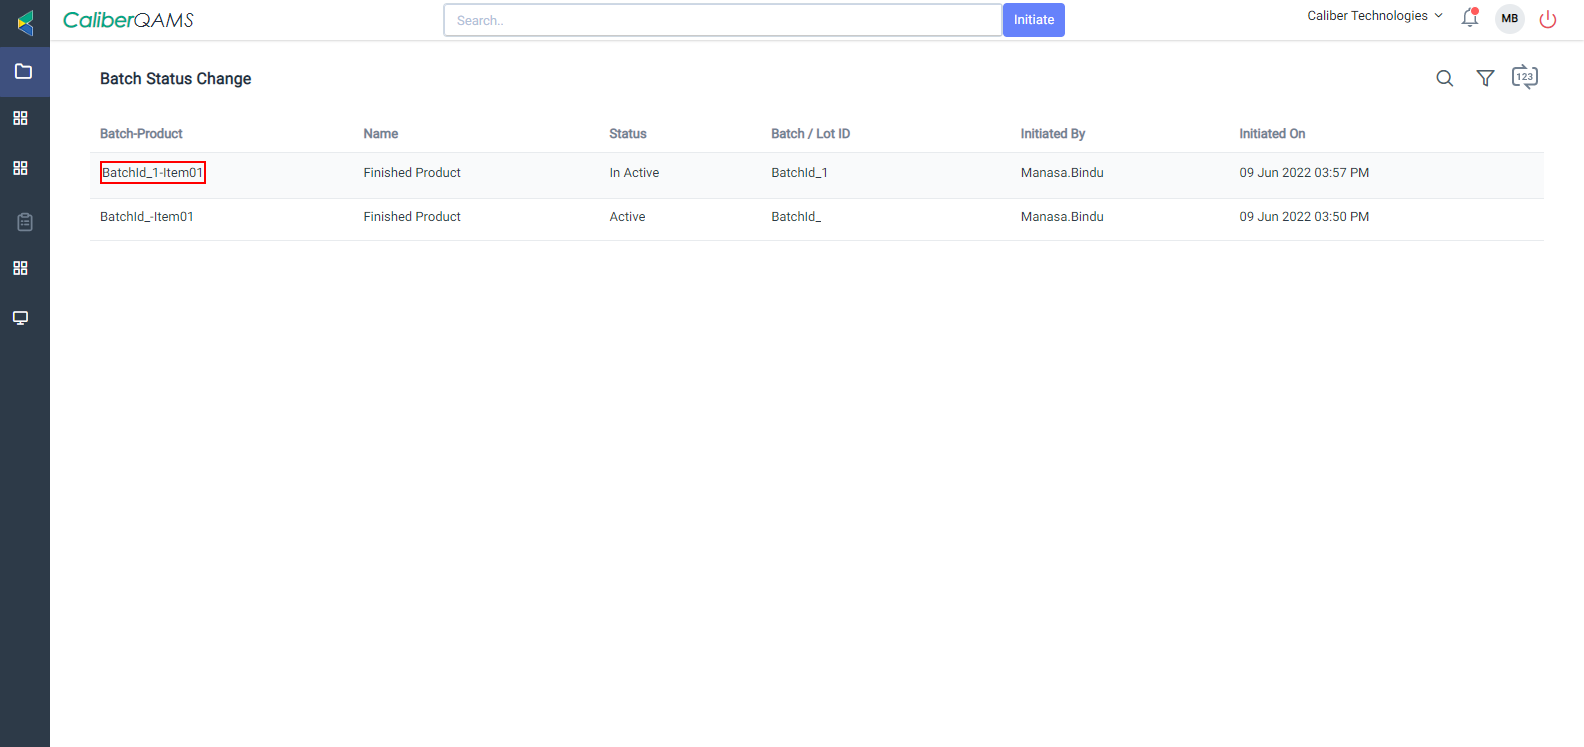 CaliberQAMS
Search..
Initiate
Caliber Technologies
MB
Batch Status Change
123
Batch-Product Name Status Batch / Lot ID Initiated By Initiated On
BatchId_1-Item01 Finished Product In Active BatchId_1 Manasa.Bindu 09 Jun 2022 03:57 PM
BatchId_-Item01 Finished Product Active BatchId_ Manasa.Bindu 09 Jun 2022 03:50 PM